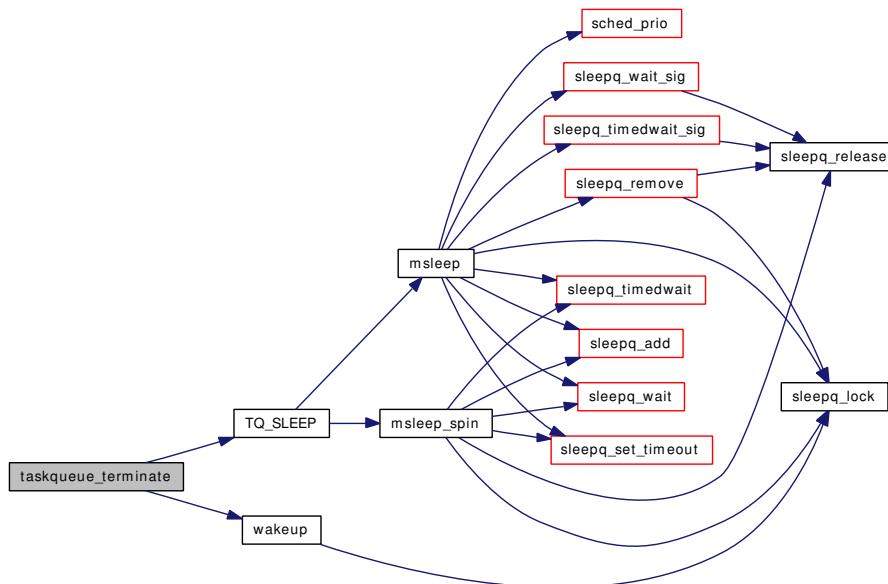 sched_prio
sleepq_wait_sig
sleepq_timedwait_sig
sleepq_release
sleepq_remove
msleep
sleepq_timedwait
sleepq_add
sleepq_wait
sleepq_lock
TQ_SLEEP
msleep_spin
sleepq_set_timeout
taskqueue_terminate
wakeup